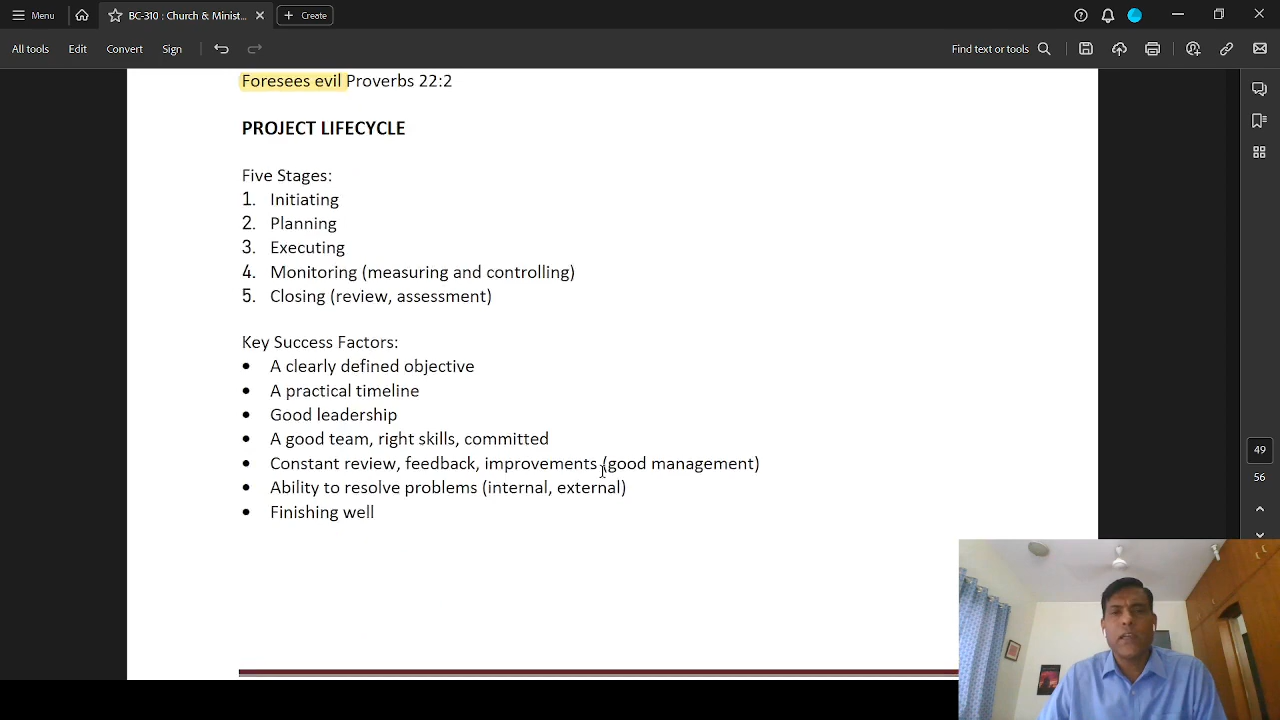 Menu
BC-310 : Church & Minist...
Create
All tools Edit Convert Sign
Find text or tools
Foresees evil Proverbs 22:2
PROJECT LIFECYCLE
Five Stages:
1. Initiating
2. Planning
3. Executing
4. Monitoring (measuring and controlling)
5. Closing (review, assessment)
Key Success Factors:
• A clearly defined objective
• A practical timeline
• Good leadership
• A good team, right skills, committed
• Constant review, feedback, improvements (good management)
• Ability to resolve problems (internal, external)
• Finishing well
49
56